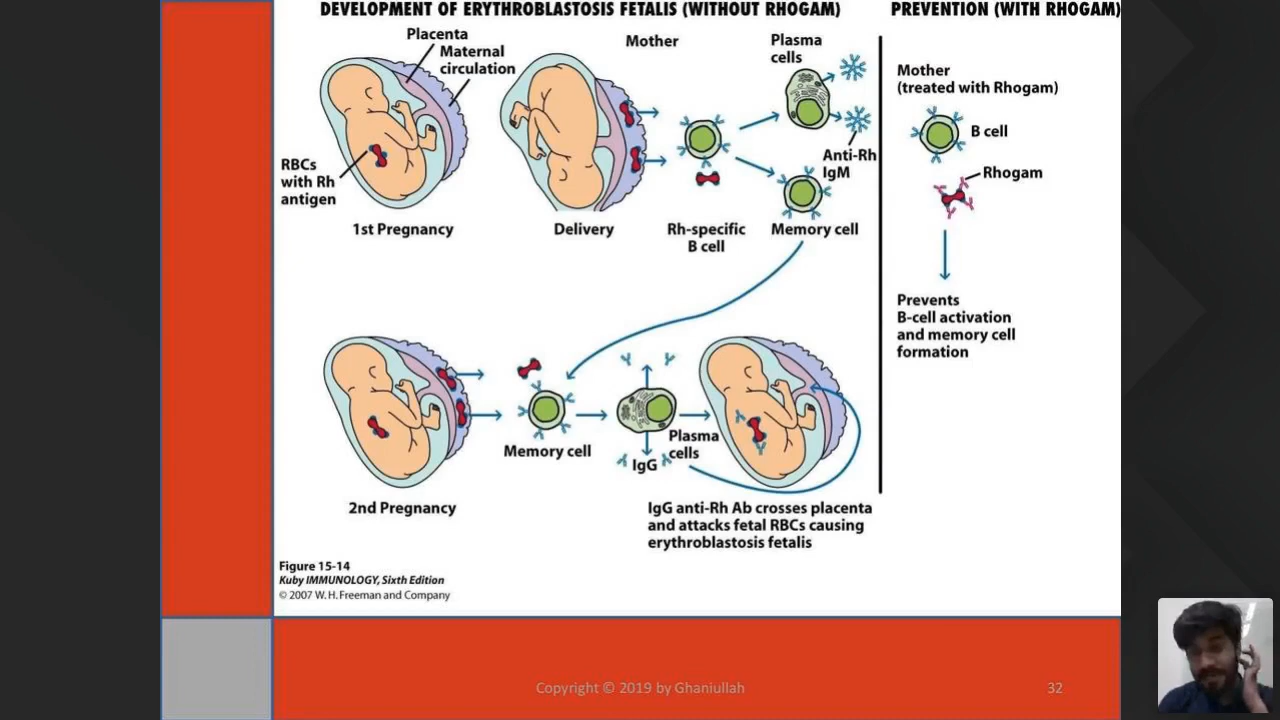 DEVELOPMENT OF ERYTHROBLASTOSIS FETALIS (WITHOUT RHOGAM)
Placenta
Maternal
circulation
RBCs
with Rh
antigen
1st Pregnancy
Delivery
Mother
Rh-specific
B cell
Plasma
cells
Anti-Rh
IgM
Memory cell
2nd Pregnancy
Memory cell
Plasma
cells
IgG
IgG anti-Rh Ab crosses placenta
and attacks fetal RBCs causing
erythroblastosis fetalis
PREVENTION (WITH RHOGAM)
Mother
(treated with Rhogam)
B cell
Rhogam
Prevents
B-cell activation
and memory cell
formation
Figure 15-14
Kuby IMMUNOLOGY, Sixth Edition
© 2007 W. H. Freeman and Company
Copyright © 2019 by Ghaniullah
32